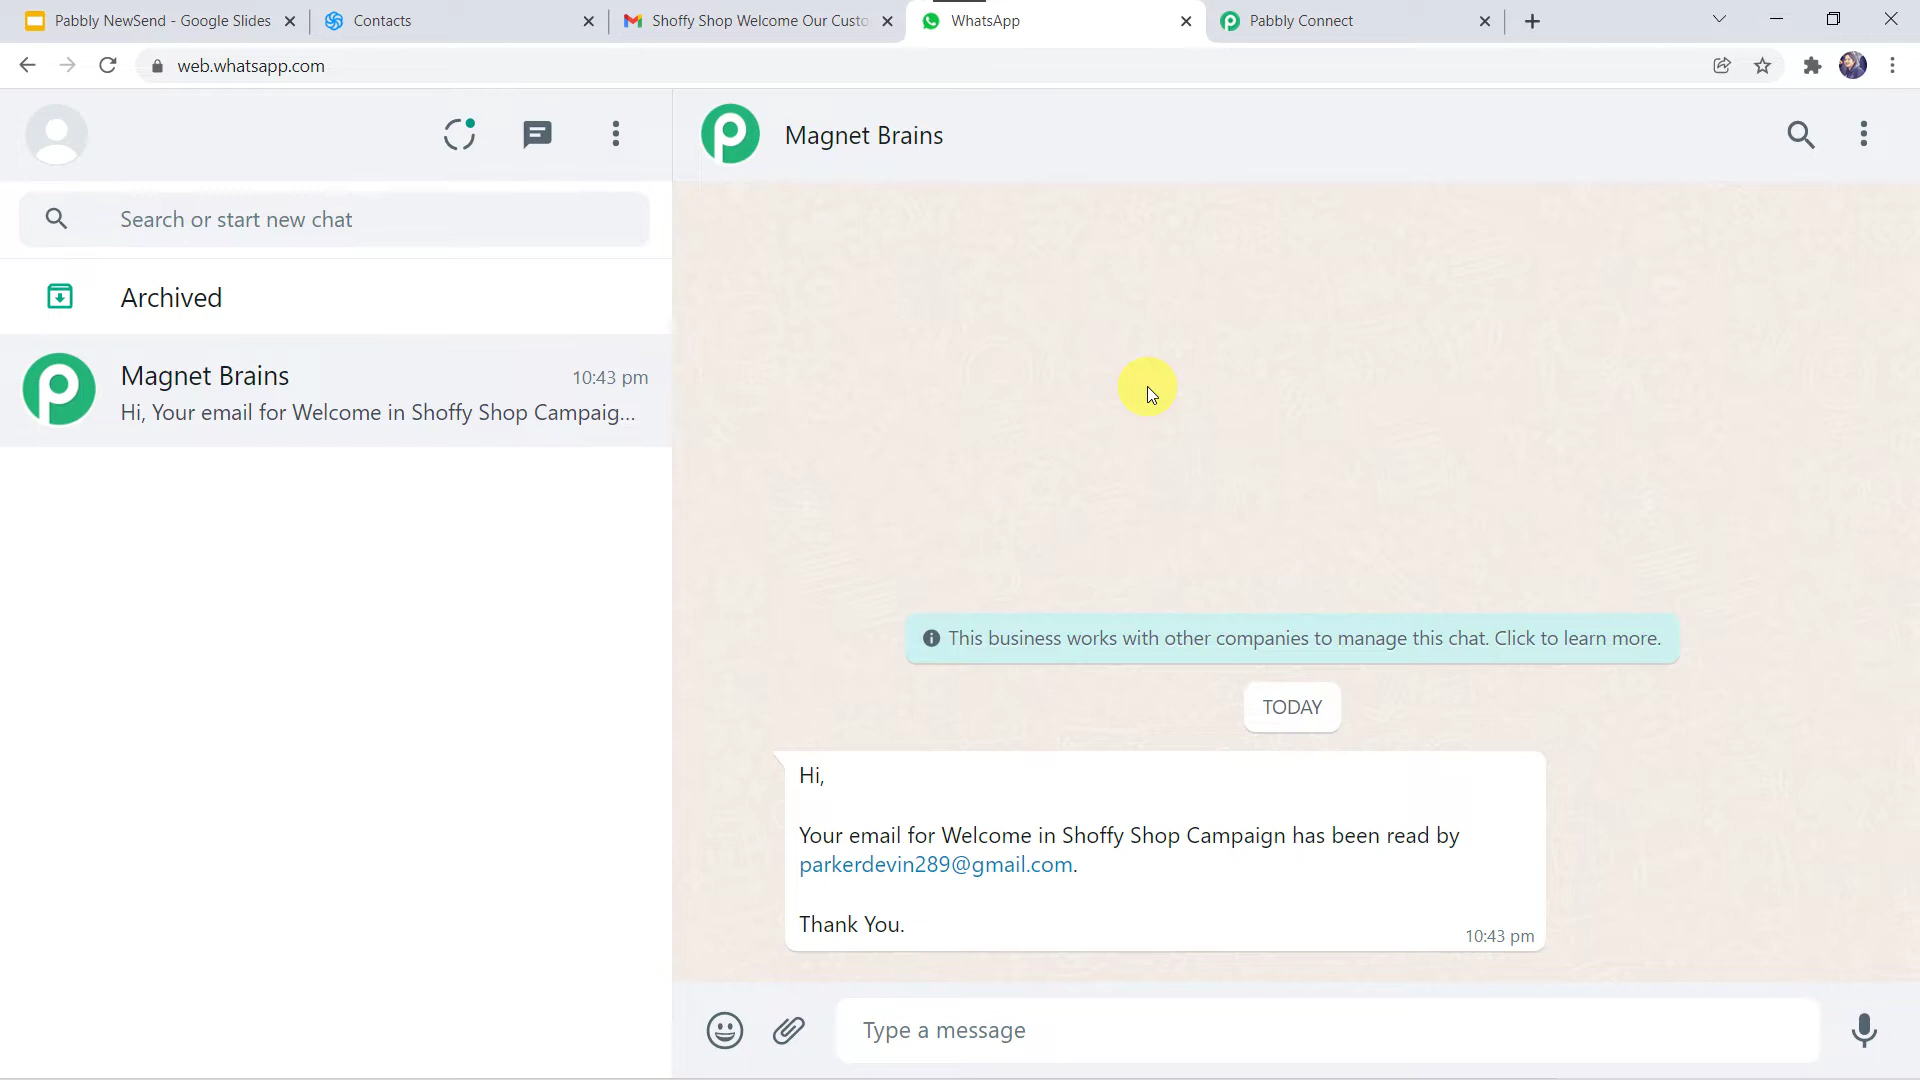 Pabbly NewSend - Google Slides
Contacts
Shoffy Shop Welcome Our Custo
WhatsApp
Pabbly Connect
web.whatsapp.com
Magnet Brains
Search or start new chat
Archived
Magnet Brains
10:43 pm
Hi, Your email for Welcome in Shoffy Shop Campaig...
This business works with other companies to manage this chat. Click to learn more.
TODAY
Hi,
Your email for Welcome in Shoffy Shop Campaign has been read by
parkerdevin289@gmail.com.
Thank You.
10:43 pm
Type a message